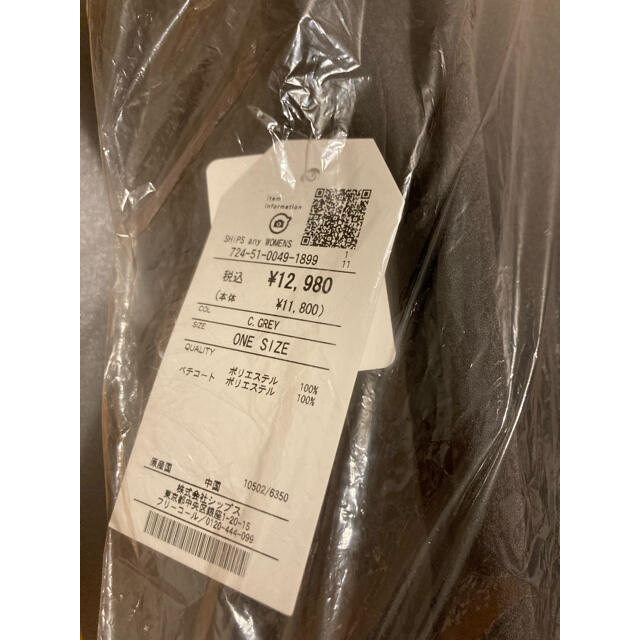 Item
information
SHIPS any WOMENS
724-51-0049-1899
1
11
税込 ¥12,980
(本体 ¥11,800)
COL C.GREY
SIZE ONE SIZE
QUALITY
ポリエステル 100%
ペチコート ポリエステル 100%
原産国 中国 10502/6350
株式会社シップス
東京都中央区銀座1-20-15
フリーコール/0120-444-099